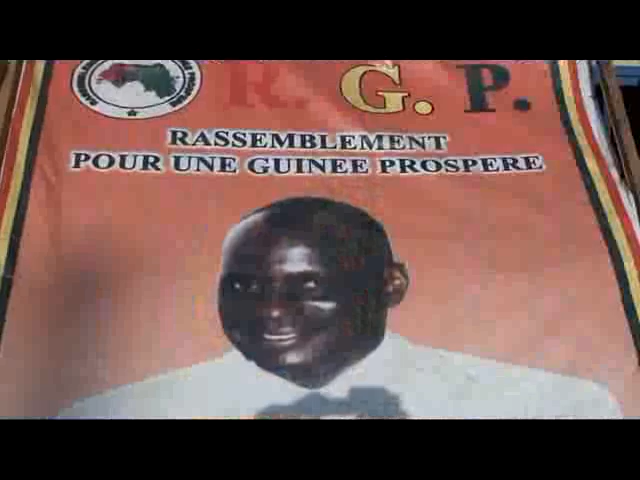 R. G. P.
RASSEMBLEMENT
POUR UNE GUINEE PROSPERE